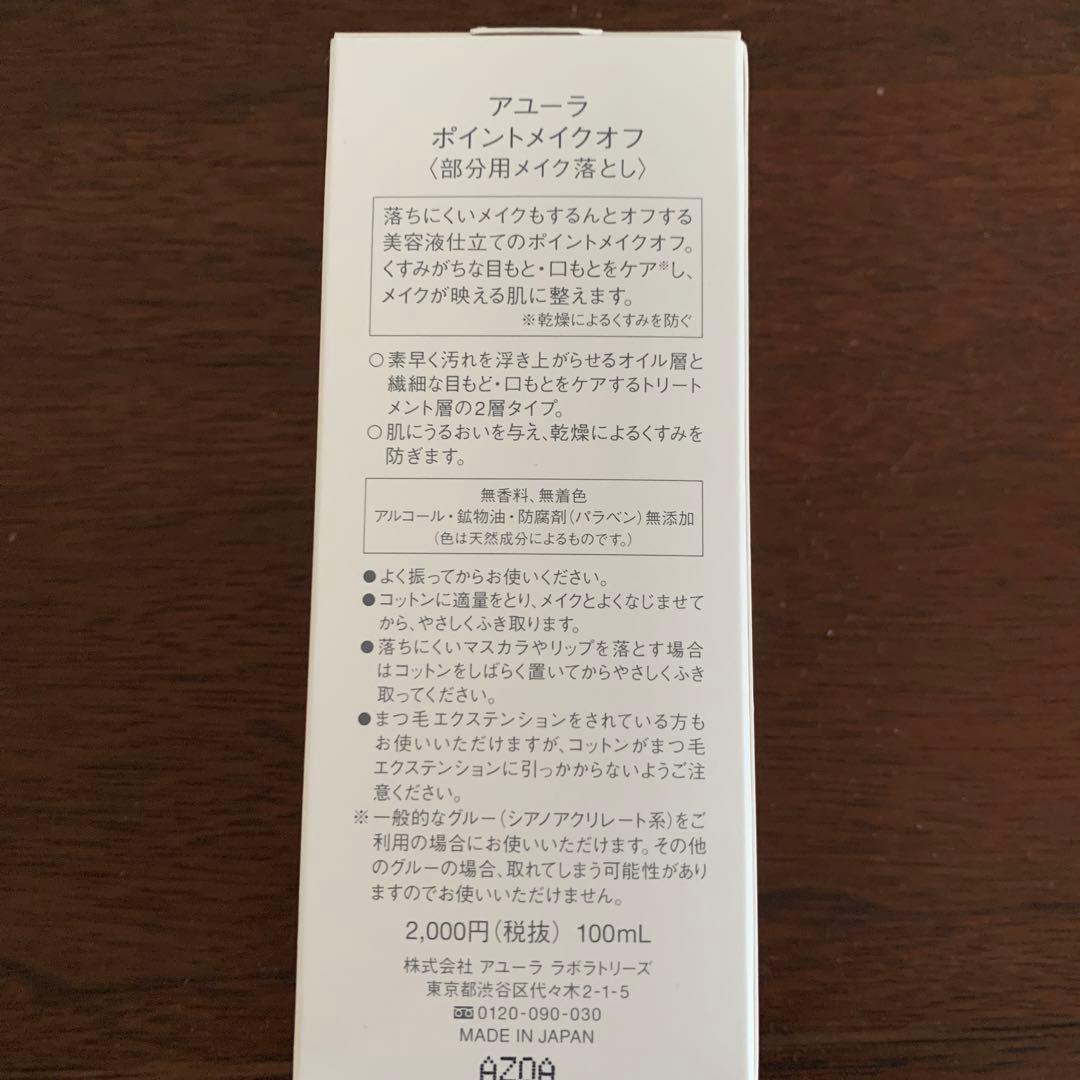 アユーラ
ポイントメイクオフ
〈部分用メイク落とし〉
落ちにくいメイクもするんとオフする
美容液仕立てのポイントメイクオフ。
くすみがちな目もと・口もとをケア※し、
メイクが映える肌に整えます。
※乾燥によるくすみを防ぐ
○素早く汚れを浮き上がらせるオイル層と
繊細な目もと・口もとをケアするトリート
メント層の2層タイプ。
○肌にうるおいを与え、乾燥によるくすみを
防ぎます。
無香料、無着色
アルコール・鉱物油・防腐剤(パラベン)無添加
(色は天然成分によるものです。)
●よく振ってからお使いください。
●コットンに適量をとり、メイクとよくなじませて
から、やさしくふき取ります。
●落ちにくいマスカラやリップを落とす場合
はコットンをしばらく置いてからやさしくふき
取ってください。
●まつ毛エクステンションをされている方も
お使いいただけますが、コットンがまつ毛
エクステンションに引っかからないようご注
意ください。
※一般的なグルー(シアノアクリレート系)をご
利用の場合にお使いいただけます。その他
のグルーの場合、取れてしまう可能性があり
ますのでお使いいただけません。
2,000円(税抜) 100mL
株式会社 アユーラ ラボラトリーズ
東京都渋谷区代々木2-1-5
0120-090-030
MADE IN JAPAN
AZOA